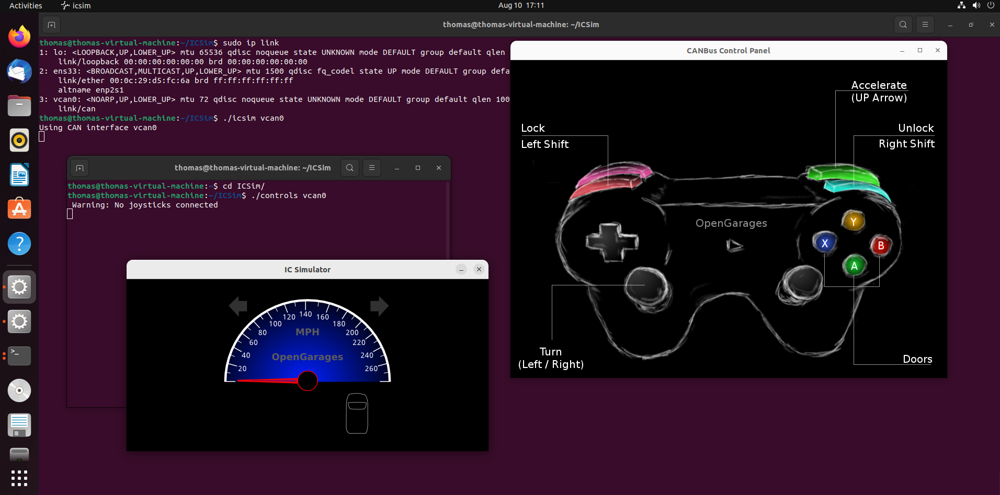 Activities
icsim
Aug 10 17:11
thomas@thomas-virtual-machine: ~/ICSim
thomas@thomas-virtual-machine:~/ICSim$ sudo ip link
1: lo: <LOOPBACK,UP,LOWER_UP> mtu 65536 qdisc noqueue state UNKNOWN mode DEFAULT group default qlen
link/loopback 00:00:00:00:00:00 brd 00:00:00:00:00:00
2: ens33: <BROADCAST,MULTICAST,UP,LOWER_UP> mtu 1500 qdisc fq_codel state UP mode DEFAULT group defa
link/ether 00:0c:29:d5:fc:6a brd ff:ff:ff:ff:ff:ff
altname enp2s1
3: vcan0: <NOARP,UP,LOWER_UP> mtu 72 qdisc noqueue state UNKNOWN mode DEFAULT group default qlen 100
link/can
thomas@thomas-virtual-machine:~/ICSim$ ./icsim vcan0
Using CAN interface vcan0
thomas@thomas-virtual-machine: ~/ICSim
thomas@thomas-virtual-machine:~$ cd ICSim/
thomas@thomas-virtual-machine:~/ICSim$ ./controls vcan0
Warning: No joysticks connected
IC Simulator
20
40
60
80
100
120
140
160
180
200
220
240
260
MPH
OpenGarages
CANBus Control Panel
Accelerate
(UP Arrow)
Lock
Left Shift
Unlock
Right Shift
OpenGarages
Y
X
B
A
Turn
(Left / Right)
Doors